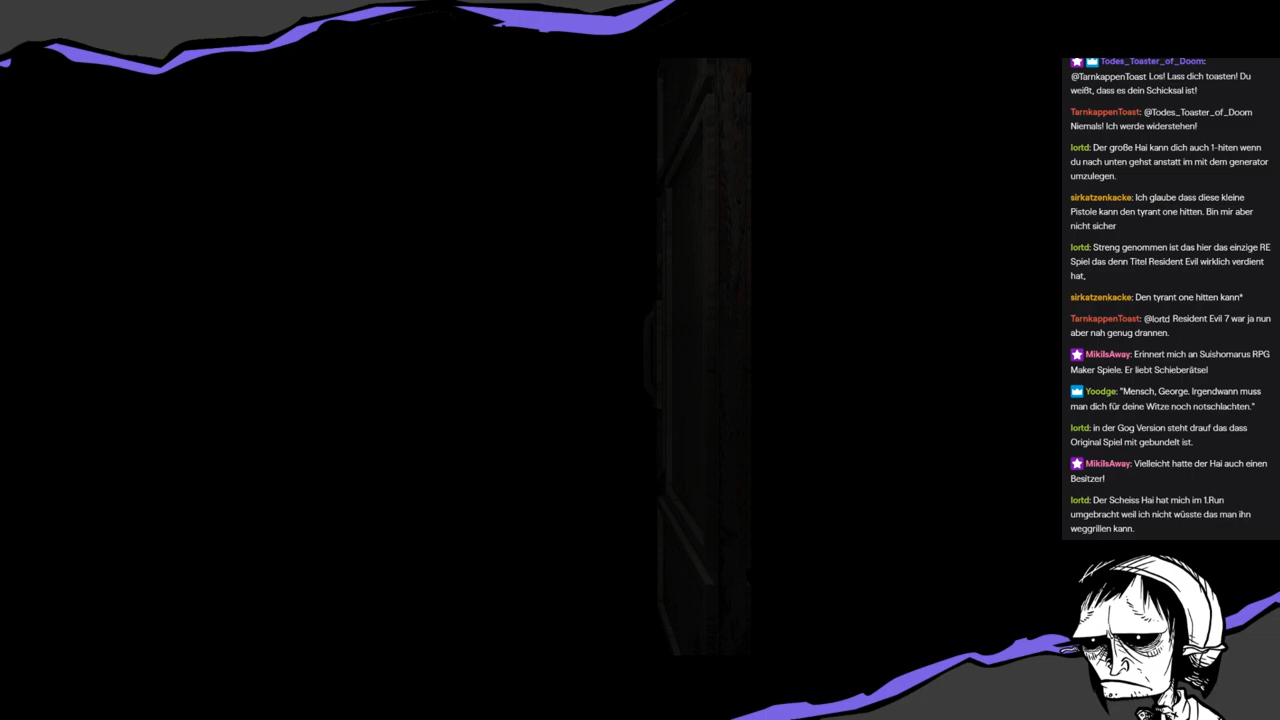 Todes_Toaster_of_Doom:
@TarnkappenToast Los! Lass dich toasten! Du
weißt, dass es dein Schicksal ist!
TarnkappenToast: @Todes_Toaster_of_Doom
Niemals! Ich werde widerstehen!
lortd: Der große Hai kann dich auch 1-hiten wenn
du nach unten gehst anstatt im mit dem generator
umzulegen.
sirkatzenkacke: Ich glaube dass diese kleine
Pistole kann den tyrant one hitten. Bin mir aber
nicht sicher
lortd: Streng genommen ist das hier das einzige RE
Spiel das denn Titel Resident Evil wirklich verdient
hat,
sirkatzenkacke: Den tyrant one hitten kann*
TarnkappenToast: @lortd Resident Evil 7 war ja nun
aber nah genug drannen.
MikiIsAway: Erinnert mich an Suishomarus RPG
Maker Spiele. Er liebt Schieberätsel
Yoodge: "Mensch, George. Irgendwann muss
man dich für deine Witze noch notschlachten."
lortd: in der Gog Version steht drauf das dass
Original Spiel mit gebundelt ist.
MikiIsAway: Vielleicht hatte der Hai auch einen
Besitzer!
lortd: Der Scheiss Hai hat mich im 1.Run
umgebracht weil ich nicht wüsste das man ihn
weggrillen kann.